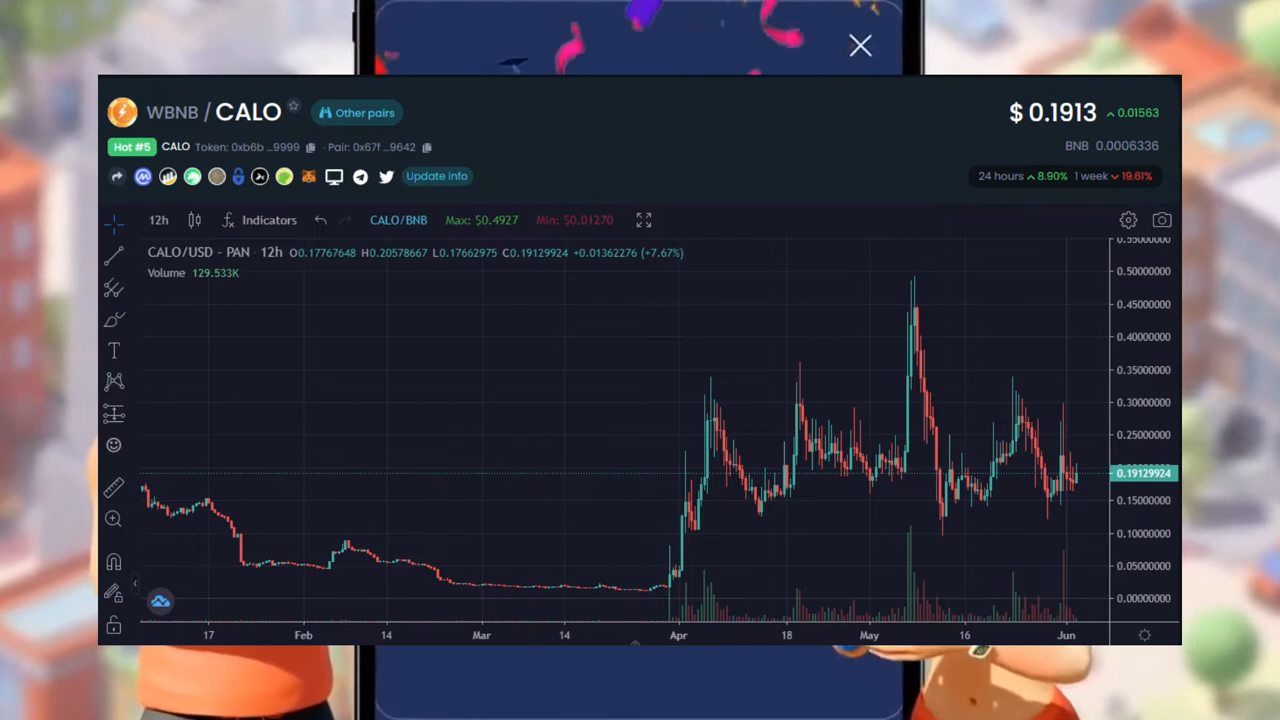 WBNB / CALO Other pairs
$ 0.1913 0.01563
Hot #5 CALO Token: 0xb6b ...9999 · Pair: 0x67f ...9642
BNB 0.0006336
Update info
24 hours 8.90% 1 week 19.61%
12h Indicators CALO/BNB Max: $0.4927 Min: $0.01270
CALO/USD - PAN · 12h O0.17767648 H0.20578667 L0.17662975 C0.19129924 +0.01362276 (+7.67%)
Volume 129.533K
0.55000000
0.50000000
0.45000000
0.40000000
0.35000000
0.30000000
0.25000000
0.19129924
0.15000000
0.10000000
0.05000000
0.00000000
17 Feb 14 Mar 14 Apr 18 May 16 Jun